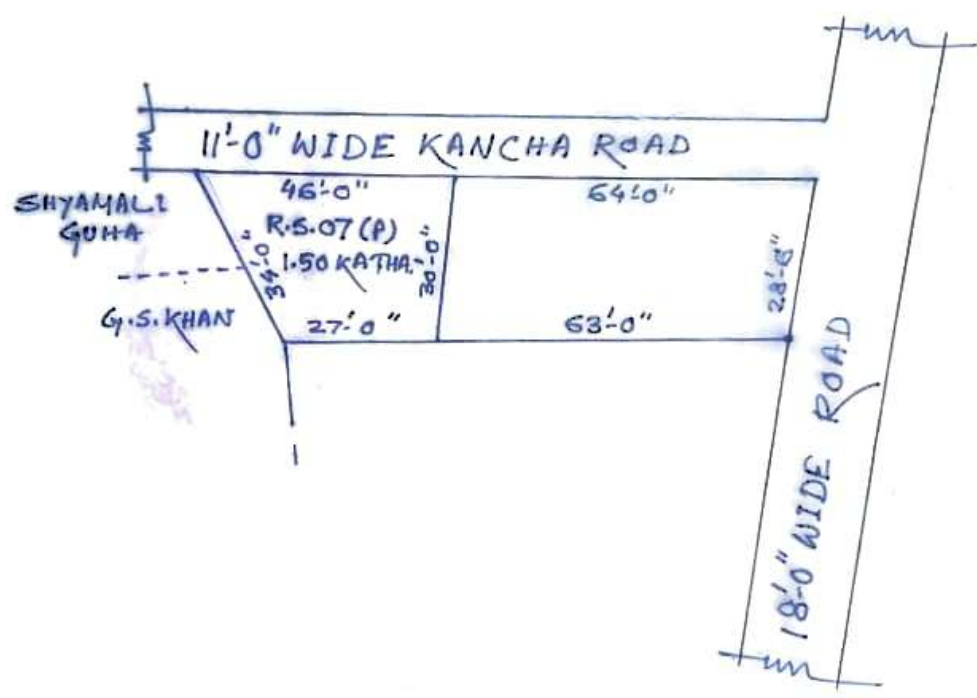 11'-0" WIDE KANCHA ROAD
SHYAMALI
GUHA
46'-0"
64'-0"
R.S.07 (P)
1.50 KATHA
34'-0"
30'-0"
28'-8"
G.S. KHAN
27'-0"
63'-0"
18'-0" WIDE ROAD